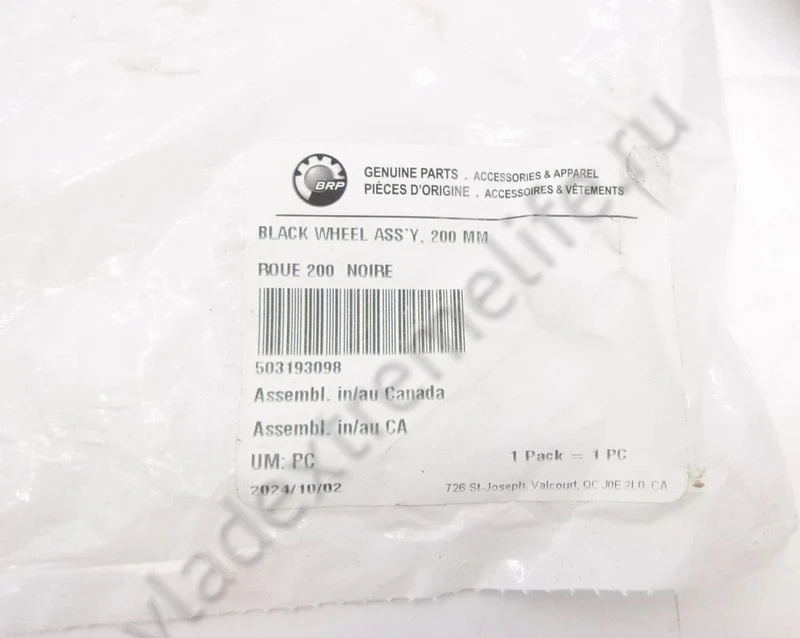 BRP
GENUINE PARTS . ACCESSORIES & APPAREL
PIÈCES D'ORIGINE . ACCESSOIRES & VÊTEMENTS
BLACK WHEEL ASS'Y, 200 MM
ROUE 200 NOIRE
503193098
Assembl. in/au Canada
Assembl. in/au CA
UM: PC
1 Pack = 1 PC
2024/10/02
726 St-Joseph, Valcourt, QC J0E 2L0 CA
vladextremelife.ru